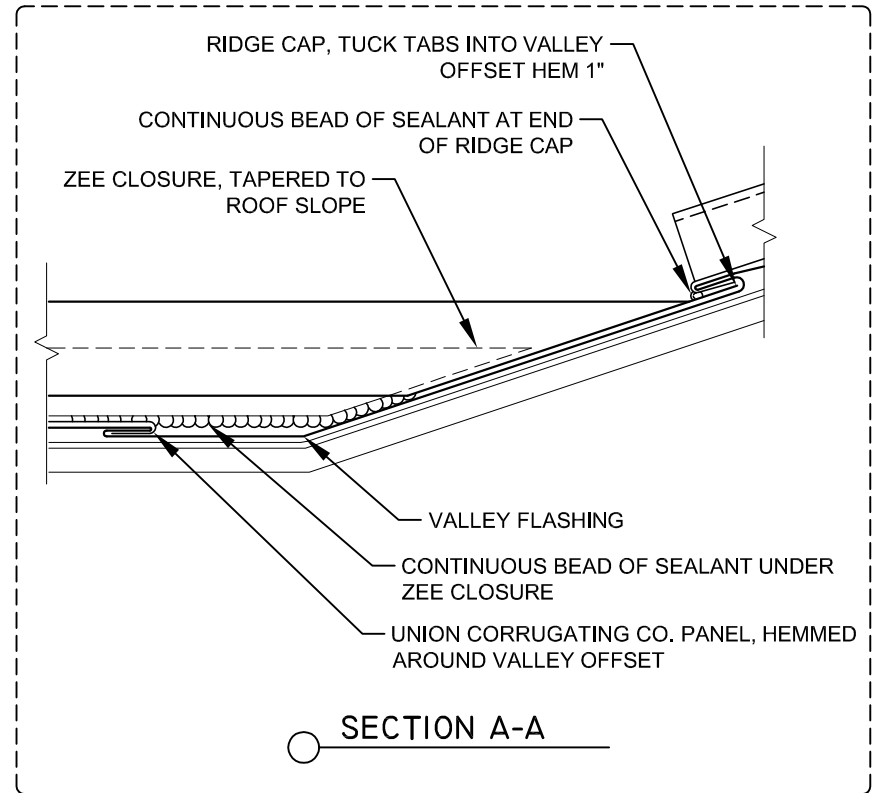 RIDGE CAP, TUCK TABS INTO VALLEY
OFFSET HEM 1"
CONTINUOUS BEAD OF SEALANT AT END
OF RIDGE CAP
ZEE CLOSURE, TAPERED TO
ROOF SLOPE
VALLEY FLASHING
CONTINUOUS BEAD OF SEALANT UNDER
ZEE CLOSURE
UNION CORRUGATING CO. PANEL, HEMMED
AROUND VALLEY OFFSET
SECTION A-A